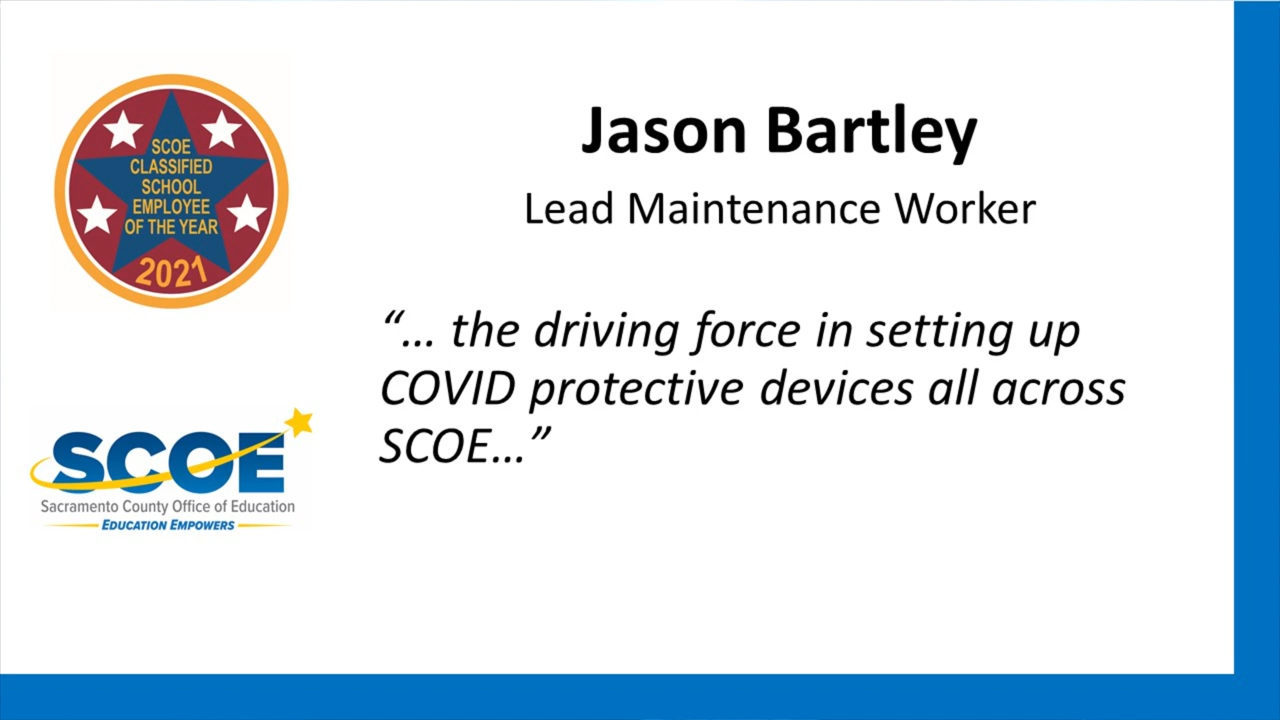 SCOE
CLASSIFIED
SCHOOL
EMPLOYEE
OF THE YEAR
2021
Jason Bartley
Lead Maintenance Worker
“… the driving force in setting up
COVID protective devices all across
SCOE…”
SCOE
Sacramento County Office of Education
EDUCATION EMPOWERS